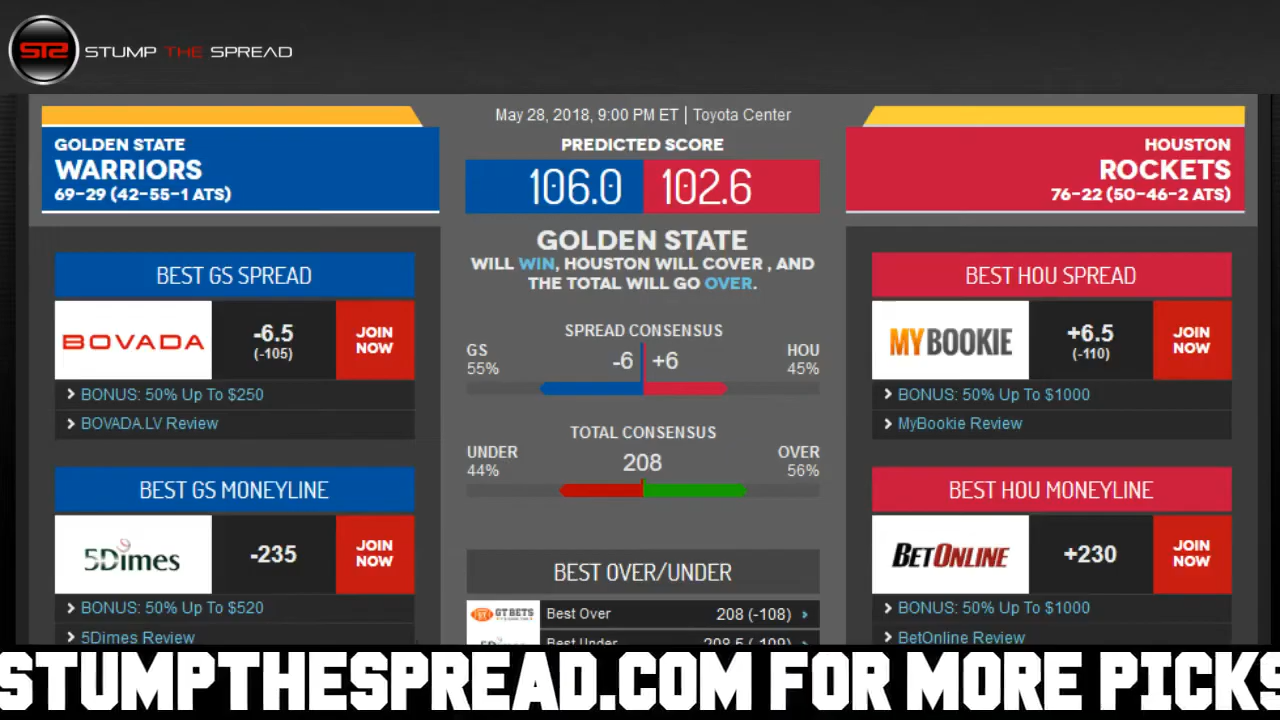 STS STUMP THE SPREAD
May 28, 2018, 9:00 PM ET | Toyota Center
GOLDEN STATE
WARRIORS
69-29 (42-55-1 ATS)
PREDICTED SCORE
106.0 102.6
HOUSTON
ROCKETS
76-22 (50-46-2 ATS)
GOLDEN STATE
WILL WIN, HOUSTON WILL COVER , AND
THE TOTAL WILL GO OVER.
BEST GS SPREAD
BOVADA
-6.5
(-105)
JOIN
NOW
BONUS: 50% Up To $250
BOVADA.LV Review
BEST GS MONEYLINE
5Dimes
-235
JOIN
NOW
BONUS: 50% Up To $520
5Dimes Review
SPREAD CONSENSUS
GS
55%
-6 +6
HOU
45%
TOTAL CONSENSUS
UNDER
44%
208
OVER
56%
BEST OVER/UNDER
GTBETS
Best Over 208 (-108)
Best Under 208.5 (-109)
BEST HOU SPREAD
MYBOOKIE
+6.5
(-110)
JOIN
NOW
BONUS: 50% Up To $1000
MyBookie Review
BEST HOU MONEYLINE
BETONLINE
+230
JOIN
NOW
BONUS: 50% Up To $1000
BetOnline Review
STUMPTHESPREAD.COM FOR MORE PICKS